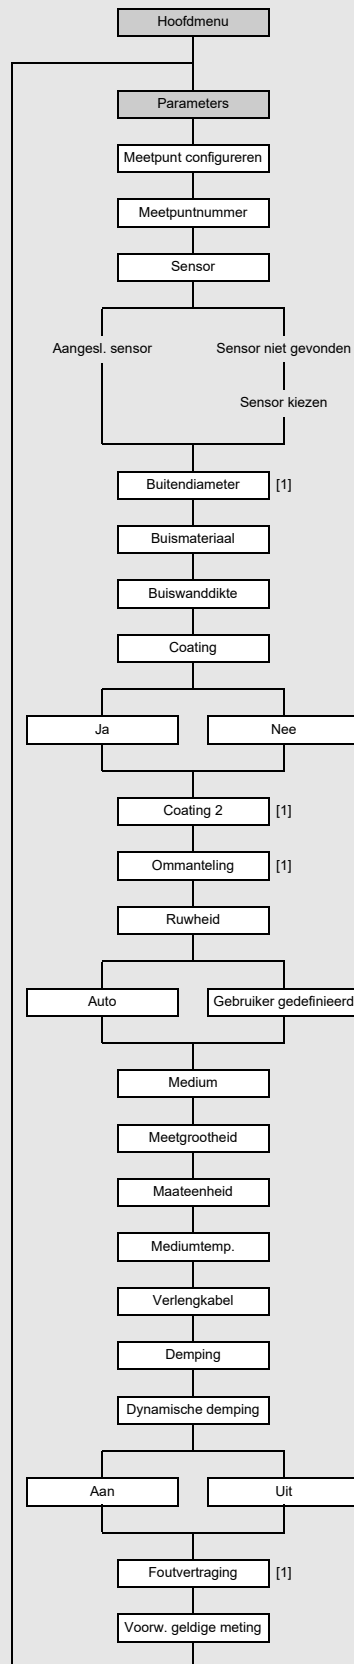 Hoofdmenu
Parameters
Meetpunt configureren
Meetpuntnummer
Sensor
Aangesl. sensor
Sensor niet gevonden
Sensor kiezen
Buitendiameter [1]
Buismateriaal
Buiswanddikte
Coating
Ja
Nee
Coating 2 [1]
Ommanteling [1]
Ruwheid
Auto
Gebruiker gedefinieerd
Medium
Meetgrootheid
Maateenheid
Mediumtemp.
Verlengkabel
Demping
Dynamische demping
Aan
Uit
Foutvertraging [1]
Voorw. geldige meting